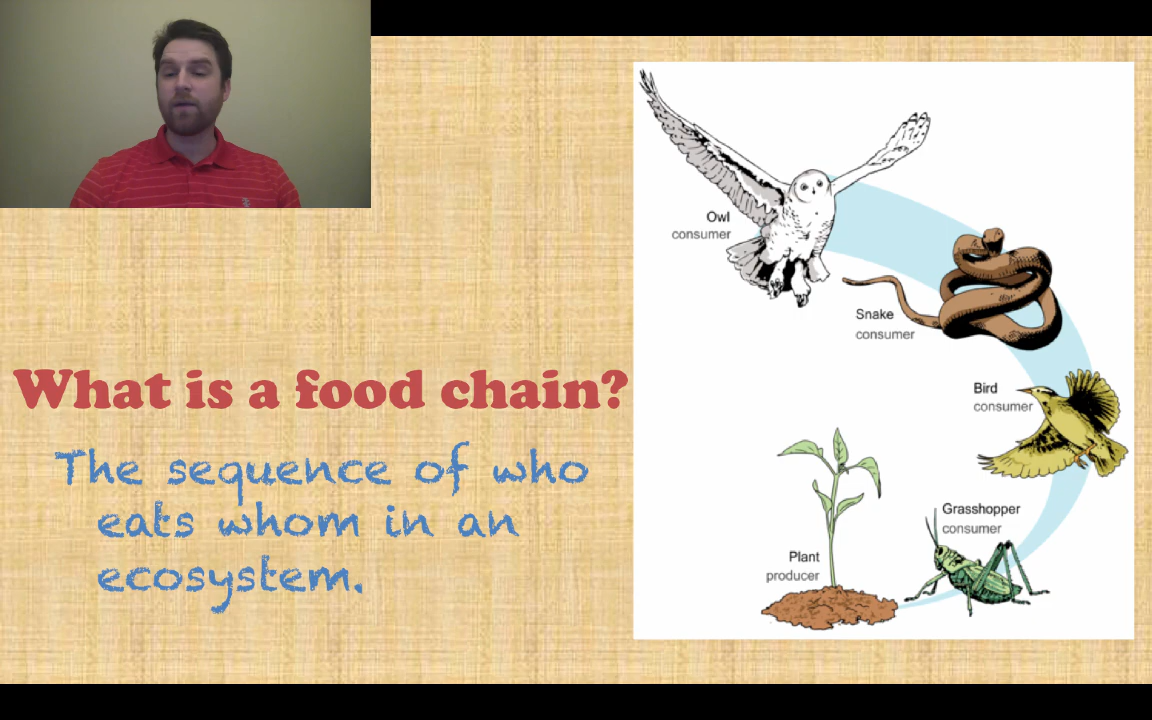 What is a food chain?
The sequence of who
eats whom in an
ecosystem.
Owl
consumer
Snake
consumer
Bird
consumer
Grasshopper
consumer
Plant
producer